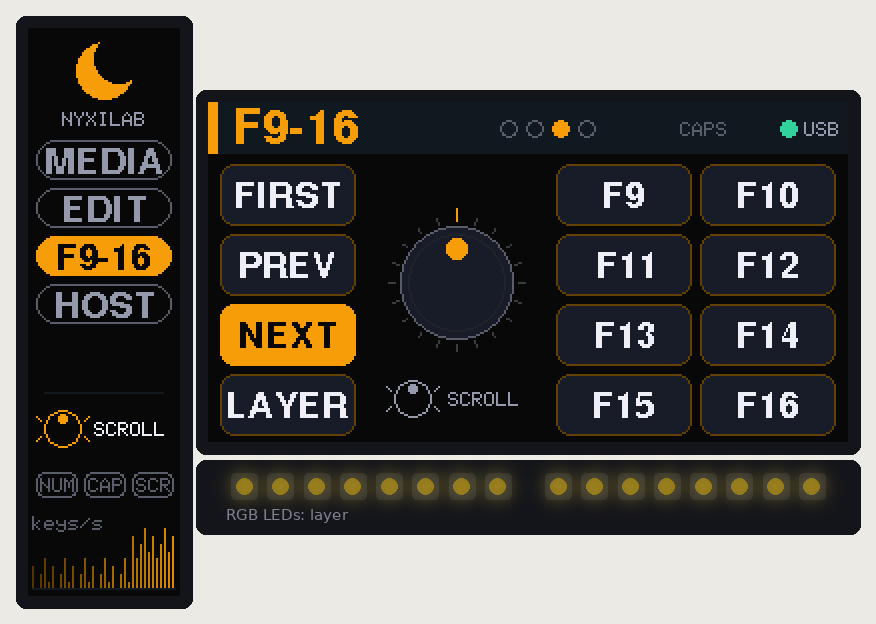 NYXILAB
MEDIA
EDIT
F9-16
HOST
SCROLL
NUM CAP SCR
keys/s
F9-16 CAPS USB
FIRST F9 F10
PREV F11 F12
NEXT F13 F14
LAYER SCROLL F15 F16
RGB LEDs: layer